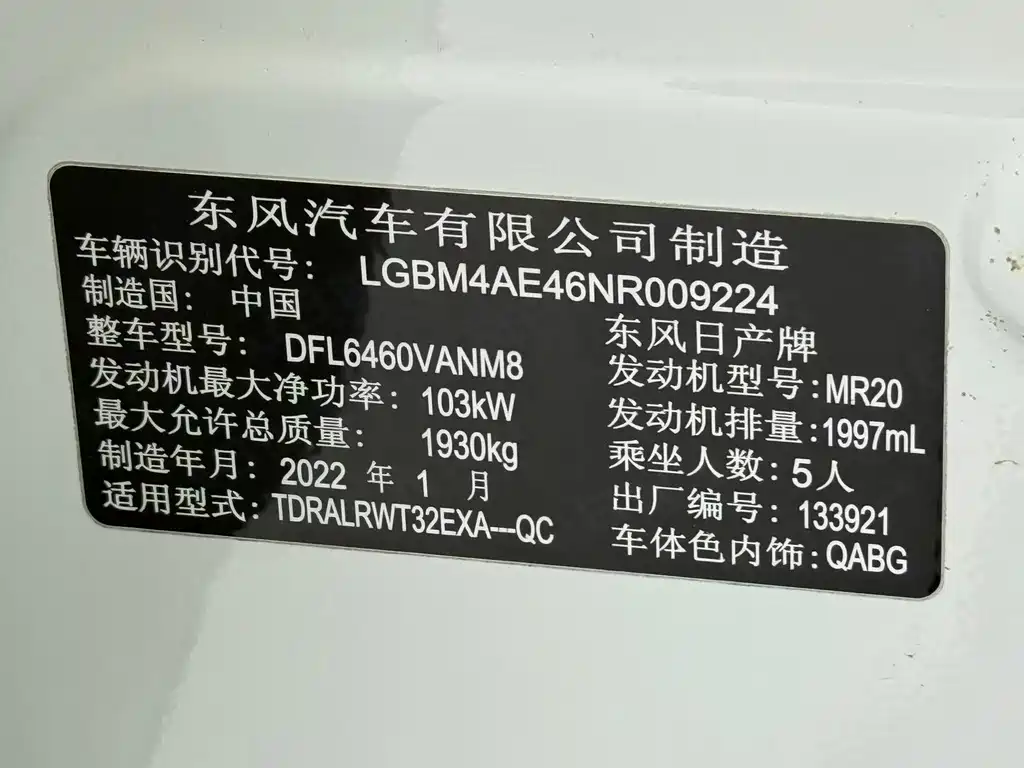 东风汽车有限公司制造
车辆识别代号： LGBM4AE46NR009224
制造国： 中国 东风日产牌
整车型号： DFL6460VANM8 发动机型号:MR20
发动机最大净功率: 103kW 发动机排量:1997mL
最大允许总质量: 1930kg 乘坐人数:5人
制造年月: 2022 年 1 月 出厂编号: 133921
适用型式:TDRALRWT32EXA---QC 车体色内饰:QABG